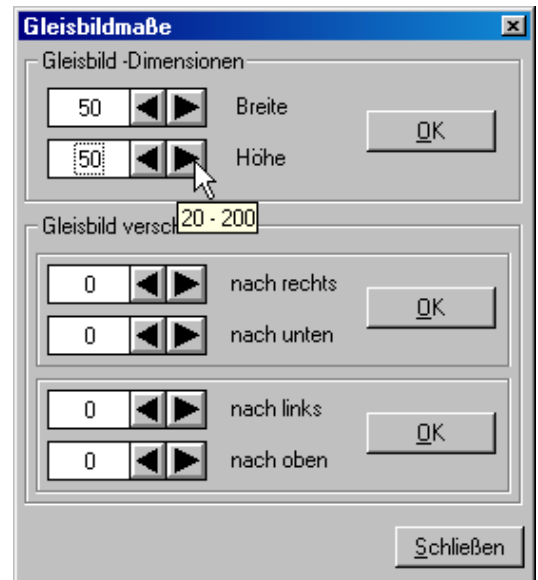 Gleisbildmaße
Gleisbild -Dimensionen
50 Breite
OK
50 Höhe
20 - 200
Gleisbild versch
0 nach rechts
OK
0 nach unten
0 nach links
OK
0 nach oben
Schließen